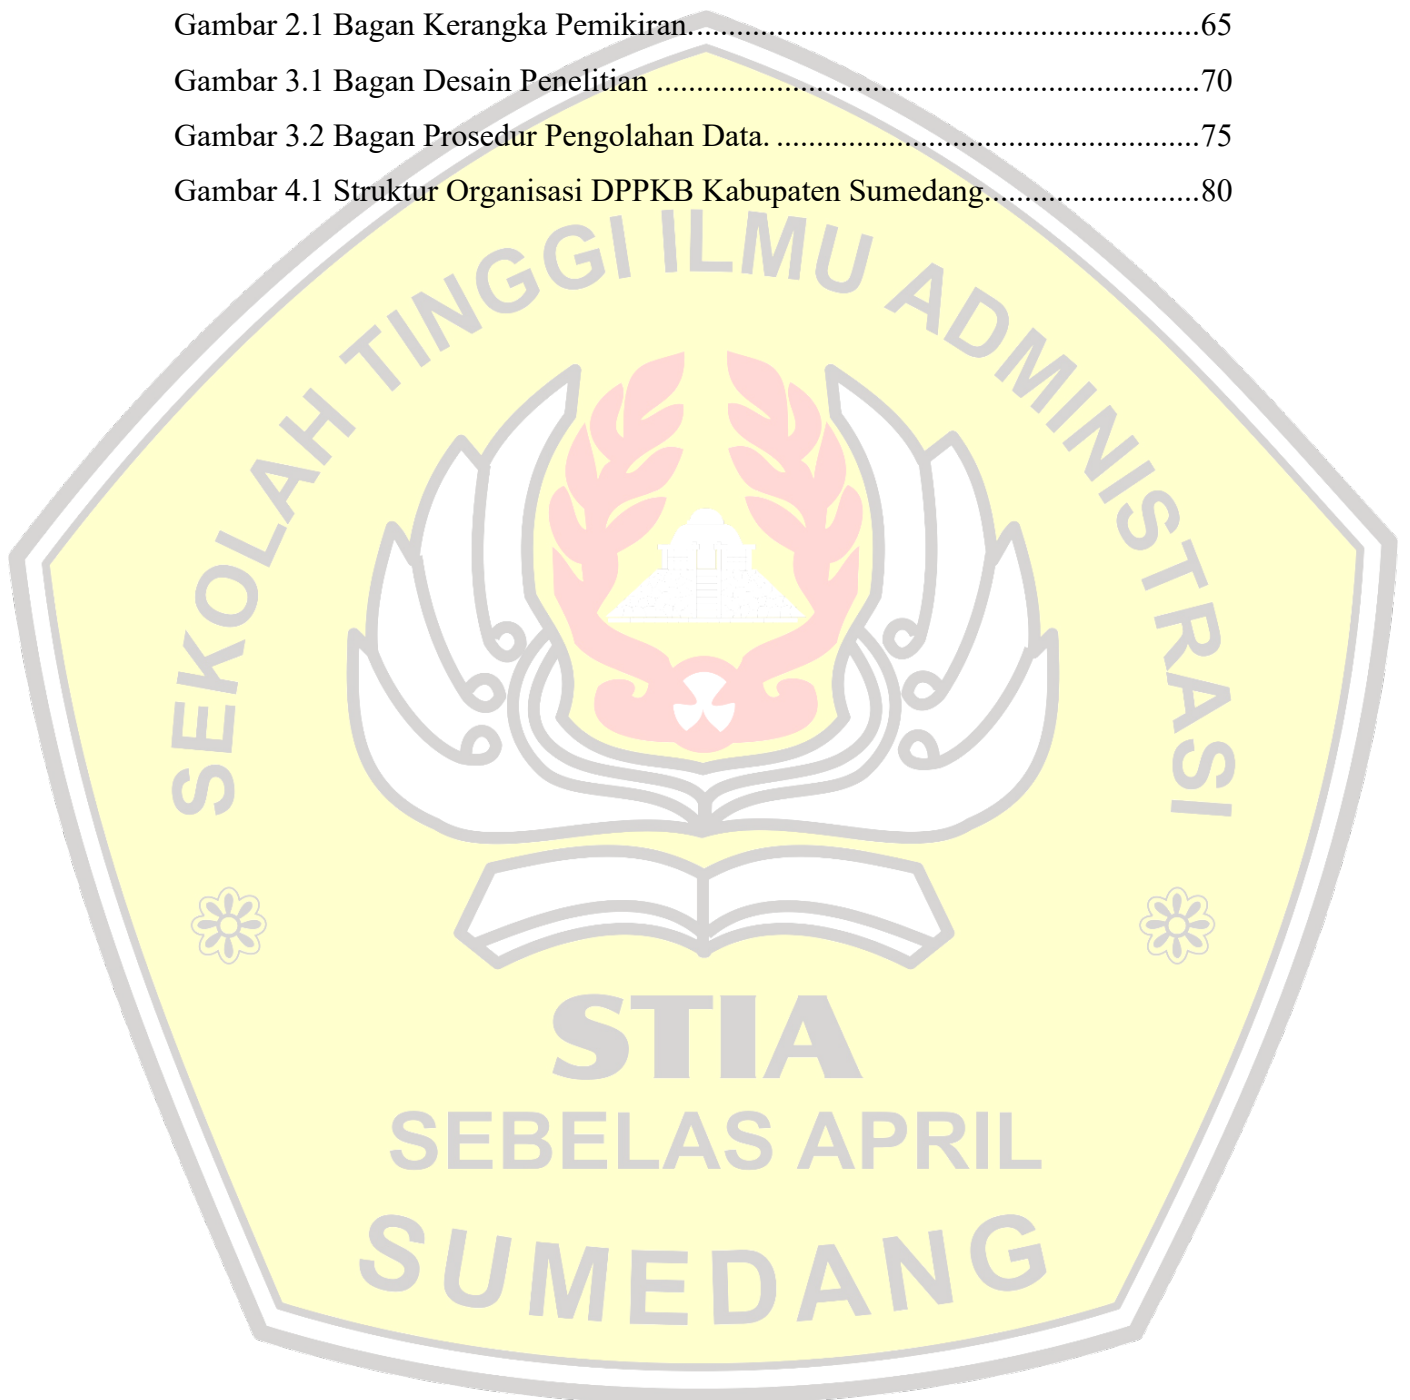 Gambar 2.1 Bagan Kerangka Pemikiran................................................................65
Gambar 3.1 Bagan Desain Penelitian .....................................................................70
Gambar 3.2 Bagan Prosedur Pengolahan Data. .....................................................75
Gambar 4.1 Struktur Organisasi DPPKB Kabupaten Sumedang...........................80
SEKOLAH TINGGI ILMU ADMINISTRASI
STIA
SEBELAS APRIL
SUMEDANG